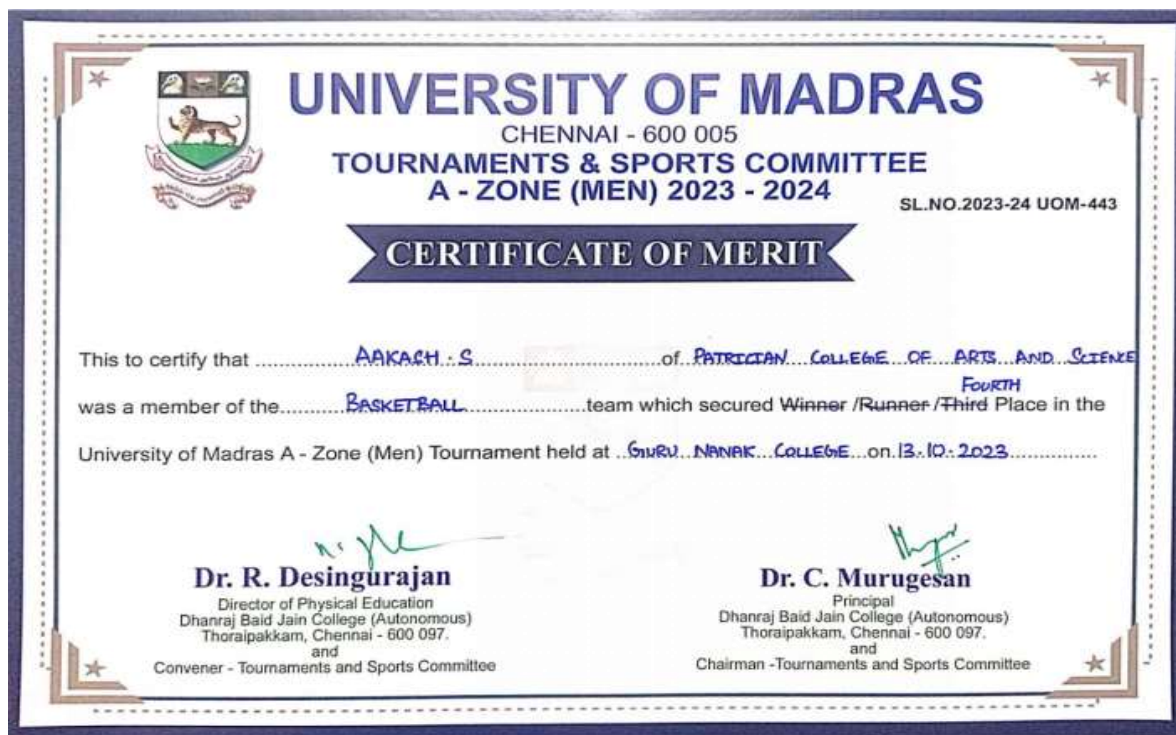 UNIVERSITY OF MADRAS
CHENNAI - 600 005
TOURNAMENTS & SPORTS COMMITTEE
A - ZONE (MEN) 2023 - 2024
SL.NO.2023-24 UOM-443
CERTIFICATE OF MERIT
This to certify that ..................AAKASH . S..................................of PATRICIAN COLLEGE OF ARTS AND SCIENCE
FOURTH
was a member of the............BASKETBALL......................team which secured Winner /Runner /Third Place in the
University of Madras A - Zone (Men) Tournament held at ..GURU NANAK COLLEGE...on.13.10.2023................
Dr. R. Desingurajan
Director of Physical Education
Dhanraj Baid Jain College (Autonomous)
Thoraipakkam, Chennai - 600 097.
and
Convener - Tournaments and Sports Committee
Dr. C. Murugesan
Principal
Dhanraj Baid Jain College (Autonomous)
Thoraipakkam, Chennai - 600 097.
and
Chairman -Tournaments and Sports Committee